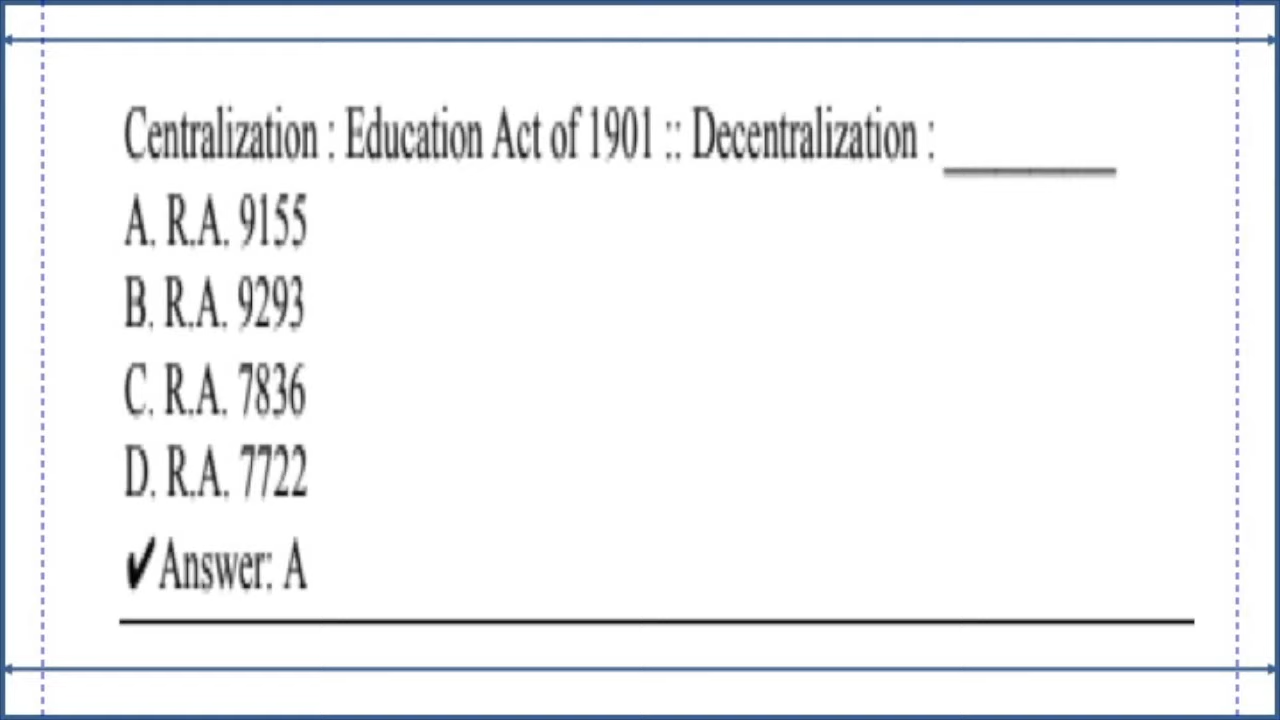 Centralization : Education Act of 1901 :: Decentralization : ________
A. R.A. 9155
B. R.A. 9293
C. R.A. 7836
D. R.A. 7722
✔Answer: A